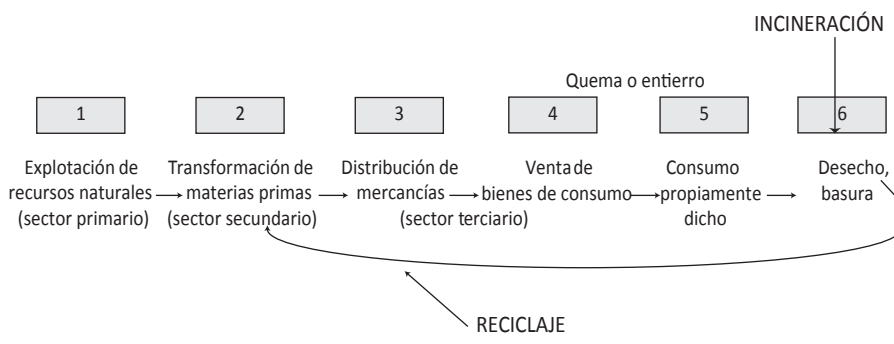 INCINERACIÓN
Quema o entierro
1 2 3 4 5 6
Explotación de Transformación de Distribución de Venta de Consumo Desecho,
recursos naturales materias primas mercancías bienes de consumo propiamente basura
(sector primario) (sector secundario) (sector terciario) dicho
RECICLAJE